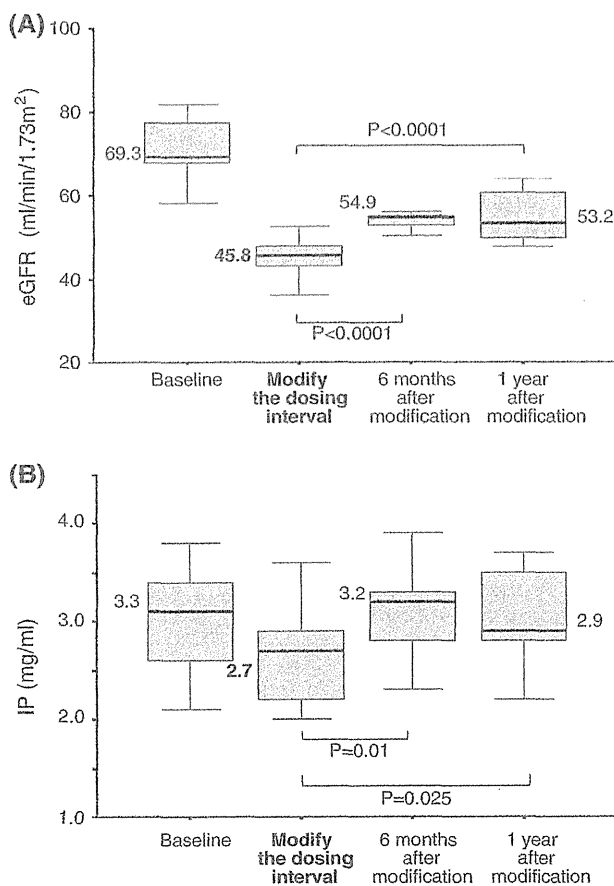 (A)
100
80
60
40
20
eGFR (ml/min/1.73m²)
69.3
45.8
54.9
53.2
P<0.0001
P<0.0001
Baseline
Modify
the dosing
interval
6 months
after
modification
1 year
after
modification
(B)
4.0
3.0
2.0
1.0
IP (mg/ml)
3.3
2.7
3.2
2.9
P=0.01
P=0.025
Baseline
Modify
the dosing
interval
6 months
after
modification
1 year
after
modification